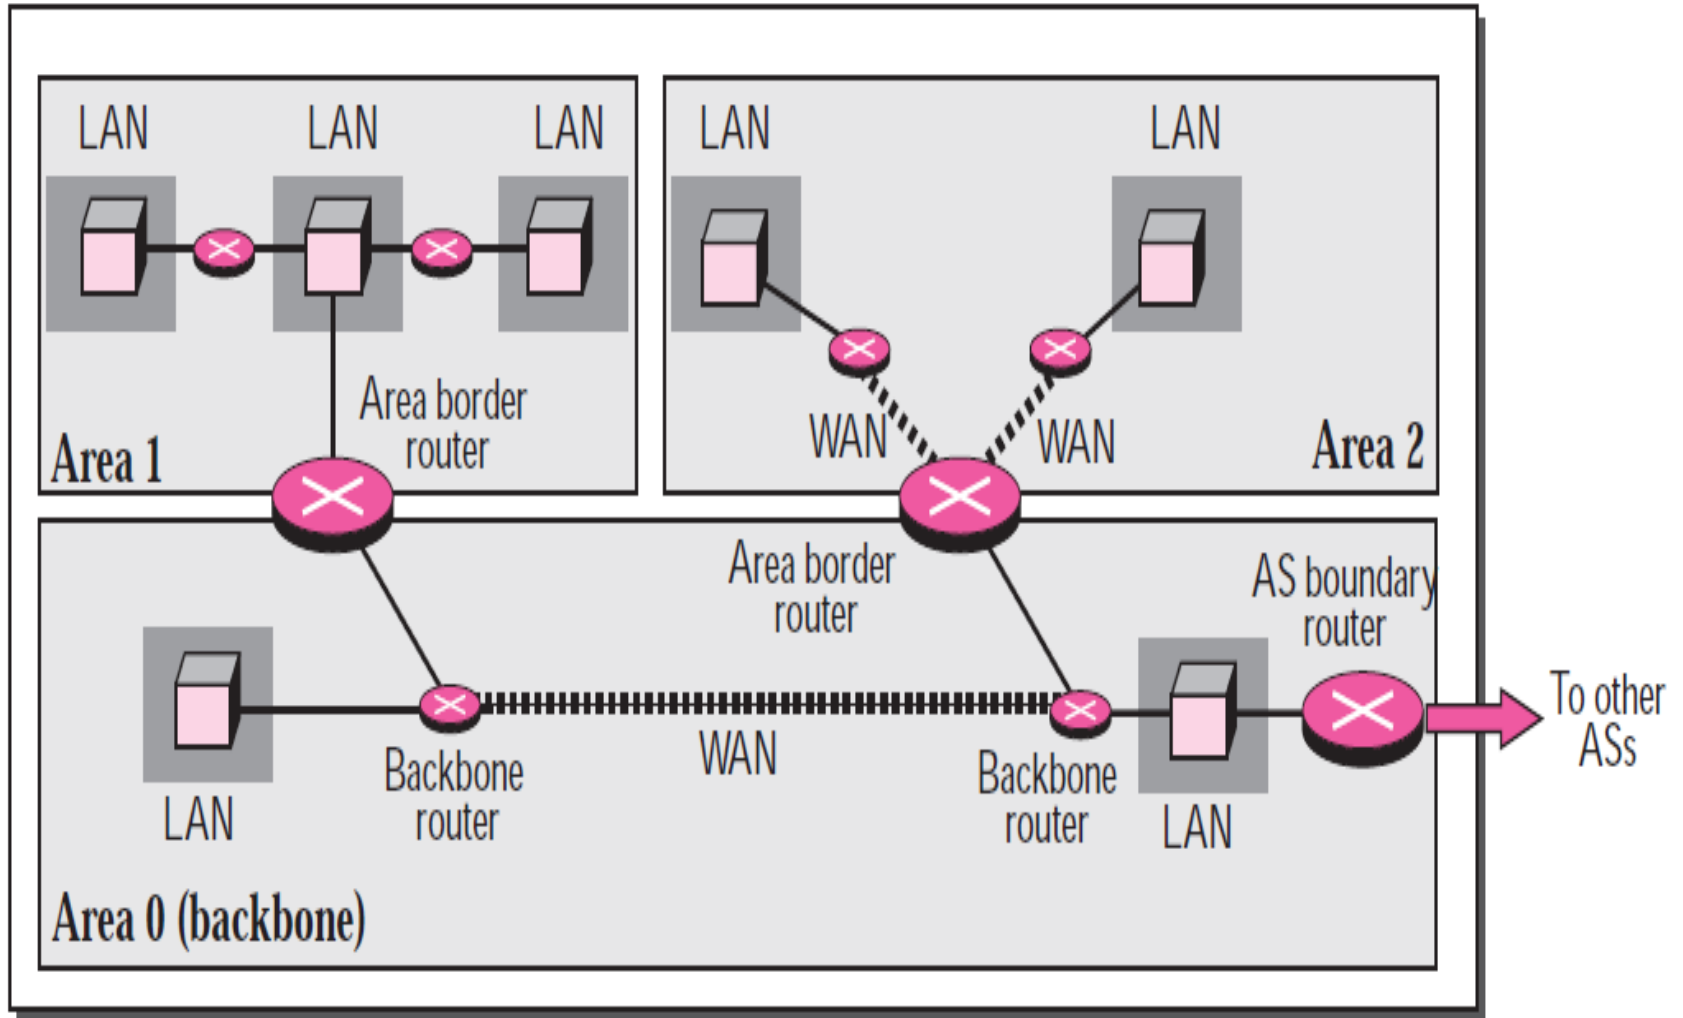 LAN
LAN
LAN
Area border
router
Area 1
LAN
LAN
WAN
WAN
Area 2
Area border
router
AS boundary
router
LAN
Backbone
router
WAN
Backbone
router
LAN
To other
ASs
Area 0 (backbone)